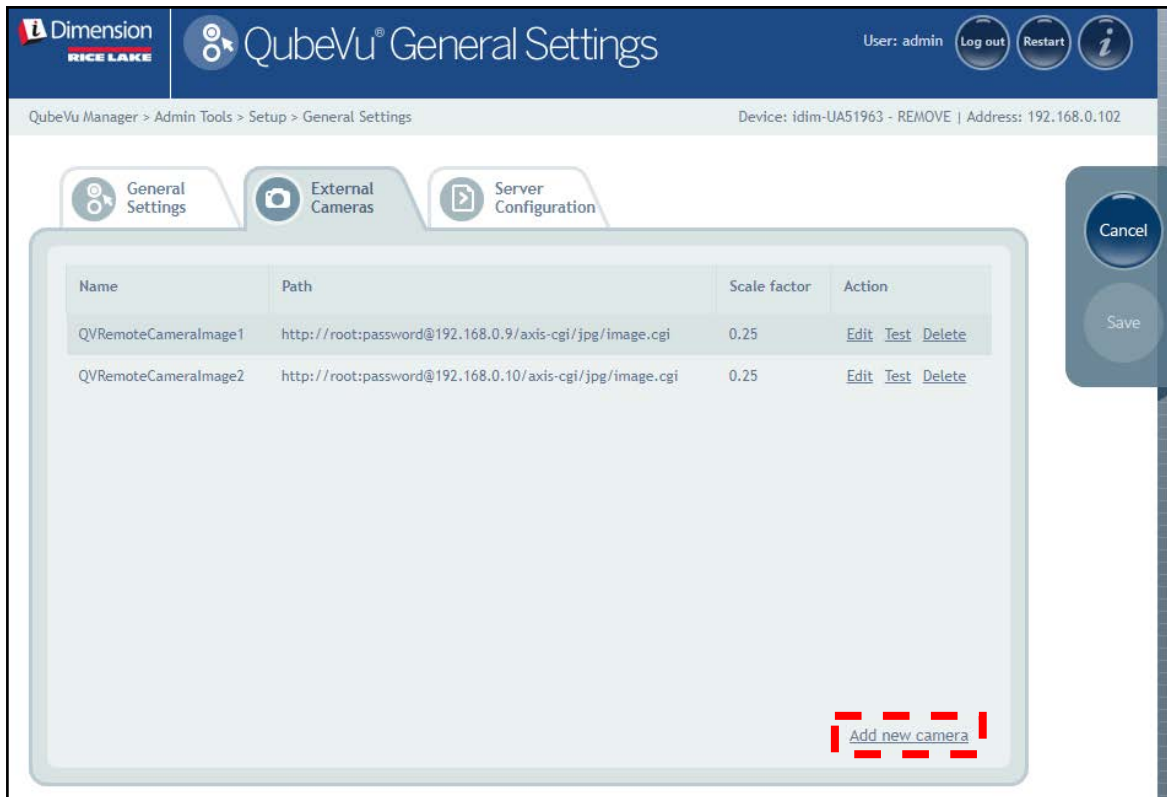 i Dimension
RICE LAKE
QubeVu® General Settings
User: admin
Log out
Restart
i
QubeVu Manager > Admin Tools > Setup > General Settings
Device: idim-UA51963 - REMOVE | Address: 192.168.0.102
General
Settings
External
Cameras
Server
Configuration
Cancel
Save
Name Path Scale factor Action
QVRemoteCameraImage1 http://root:password@192.168.0.9/axis-cgi/jpg/image.cgi 0.25 Edit Test Delete
QVRemoteCameraImage2 http://root:password@192.168.0.10/axis-cgi/jpg/image.cgi 0.25 Edit Test Delete
Add new camera